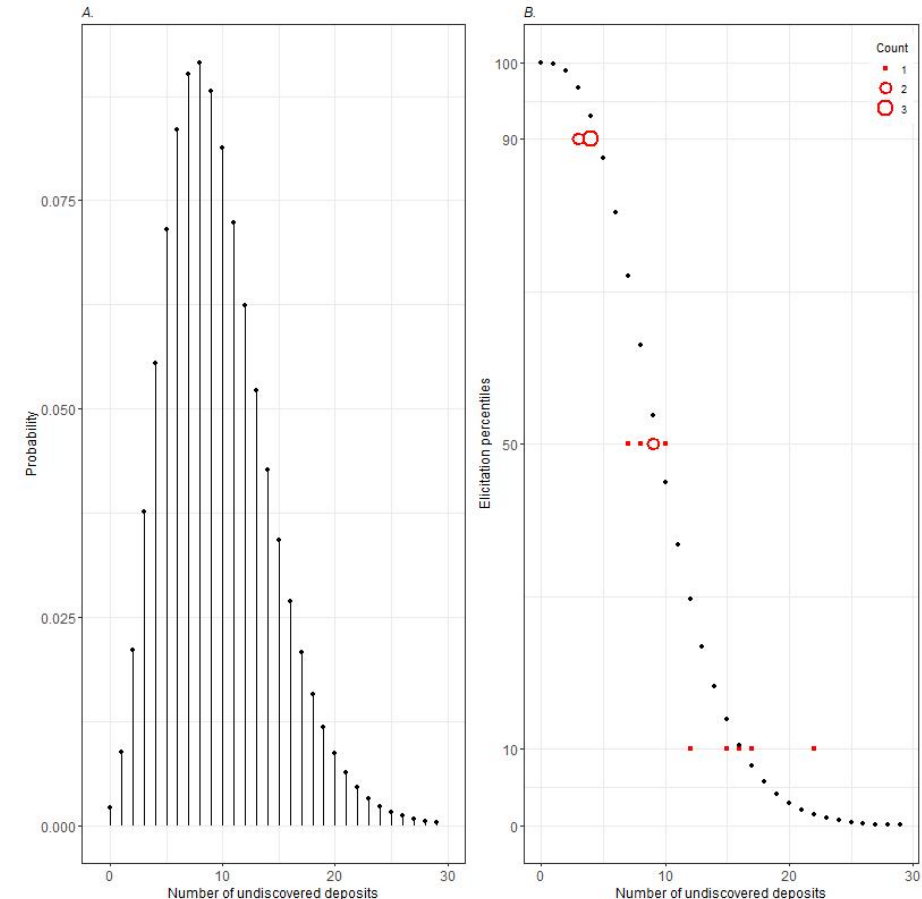 A.
Probability
0.075
0.050
0.025
0.000
0
10
20
30
Number of undiscovered deposits
B.
Elicitation percentiles
100
90
50
10
0
Count
1
2
3
0
10
20
30
Number of undiscovered deposits